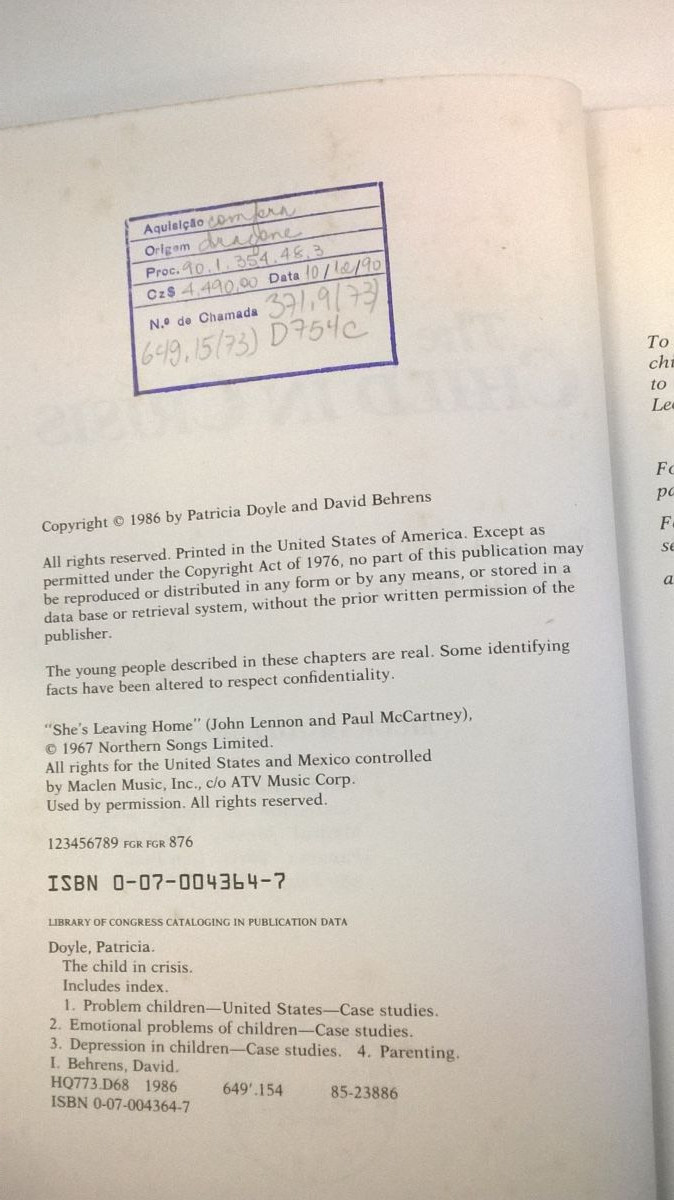 Aquisição compra
Origem dragone
Proc. 90.1.354.48.3
Cz$ 4.490,00 Data 10/12/90
N.º de Chamada 371.9(73)
649.15(73) D754c
Copyright © 1986 by Patricia Doyle and David Behrens
All rights reserved. Printed in the United States of America. Except as
permitted under the Copyright Act of 1976, no part of this publication may
be reproduced or distributed in any form or by any means, or stored in a
data base or retrieval system, without the prior written permission of the
publisher.
The young people described in these chapters are real. Some identifying
facts have been altered to respect confidentiality.
“She’s Leaving Home” (John Lennon and Paul McCartney),
© 1967 Northern Songs Limited.
All rights for the United States and Mexico controlled
by Maclen Music, Inc., c/o ATV Music Corp.
Used by permission. All rights reserved.
123456789 FGR FGR 876
ISBN 0-07-004364-7
LIBRARY OF CONGRESS CATALOGING IN PUBLICATION DATA
Doyle, Patricia.
The child in crisis.
Includes index.
1. Problem children—United States—Case studies.
2. Emotional problems of children—Case studies.
3. Depression in children—Case studies. 4. Parenting.
I. Behrens, David.
HQ773.D68 1986 649'.154 85-23886
ISBN 0-07-004364-7
To
to